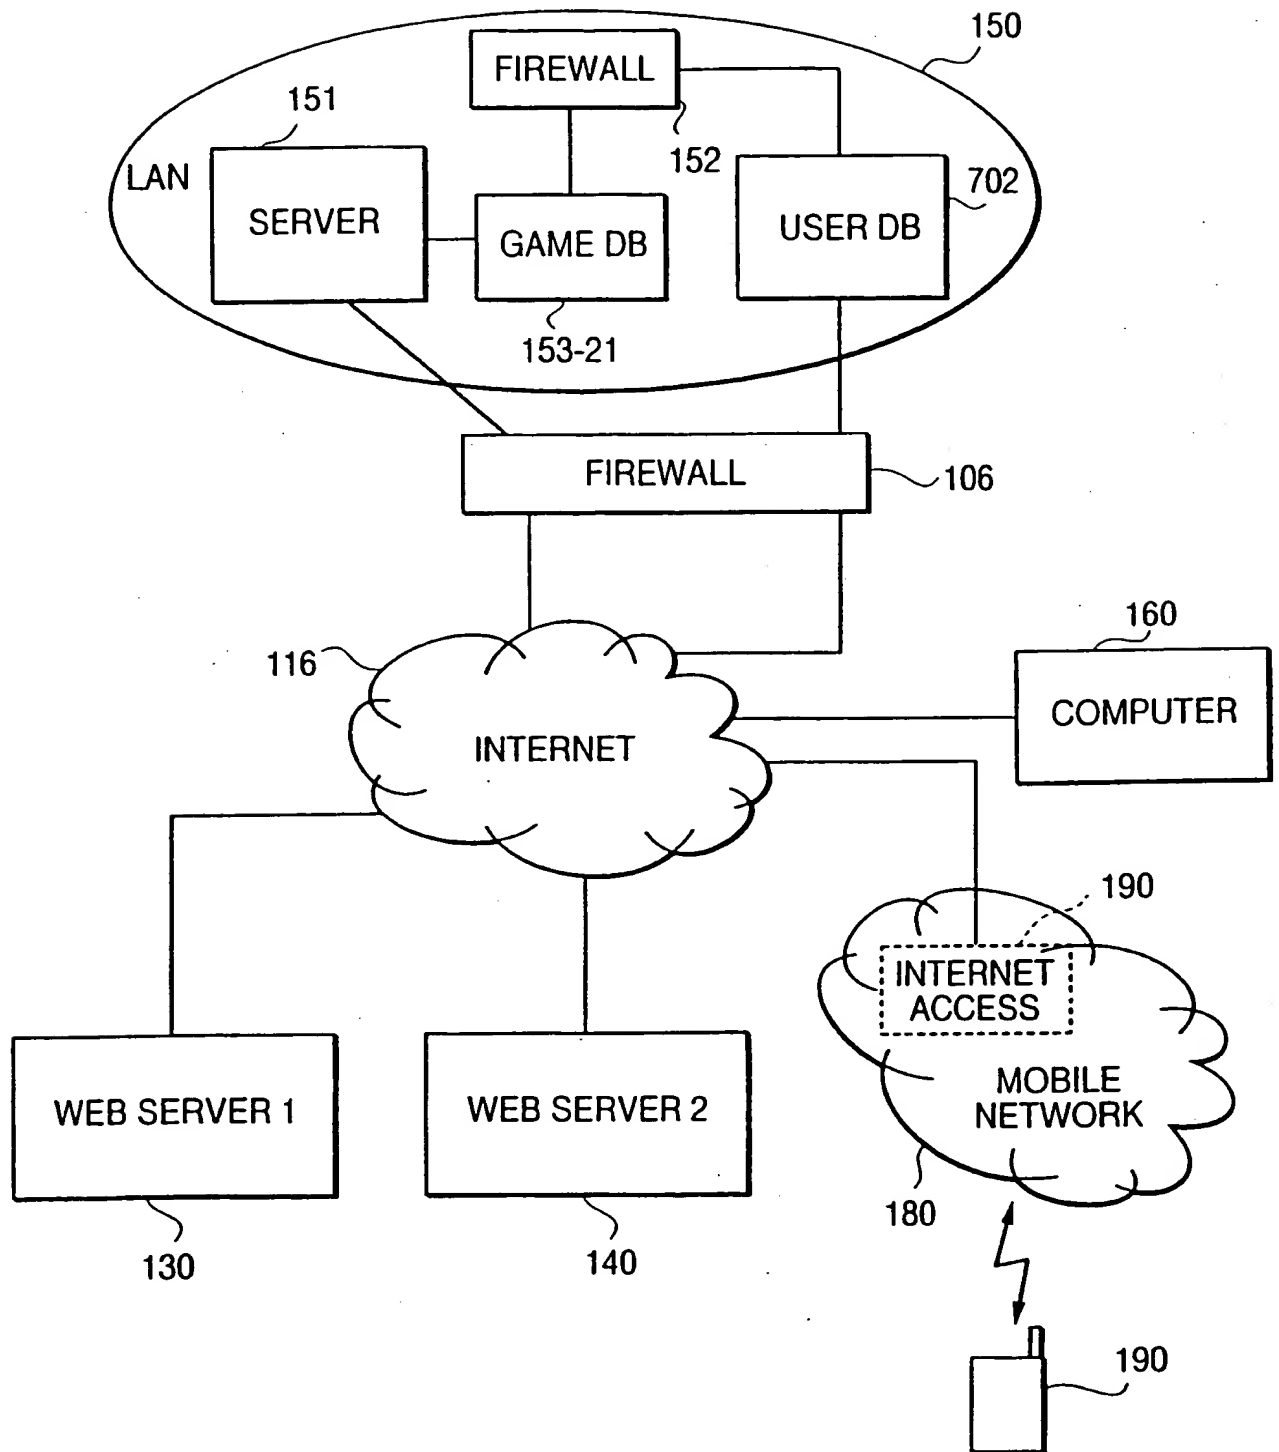 150
FIREWALL
151
152
LAN
702
SERVER
GAME DB
USER DB
153-21
FIREWALL
106
160
116
COMPUTER
INTERNET
190
INTERNET
ACCESS
MOBILE
NETWORK
WEB SERVER 1
WEB SERVER 2
180
130
140
190